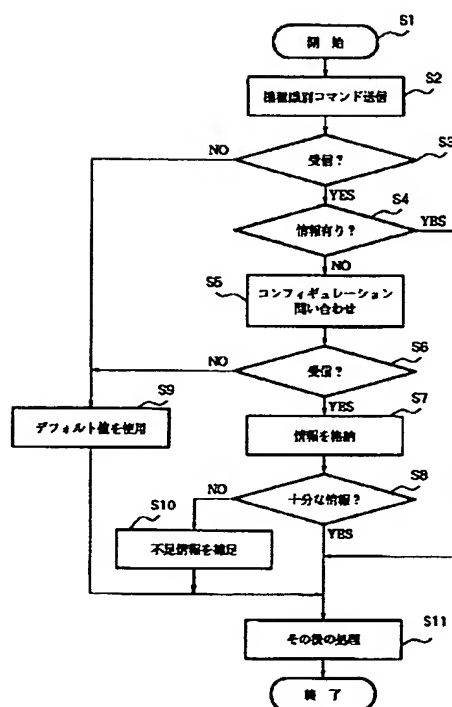 S1
開 始
S2
機種識別コマンド送信
S3
NO
受信?
YES
S4
情報有り?
YES
NO
S5
コンフィギュレーション
問い合わせ
S6
NO
受信?
YES
S7
S9
デフォルト値を使用
情報を格納
S8
NO
十分な情報?
S10
YES
不足情報を補足
S11
その後の処理
終 了